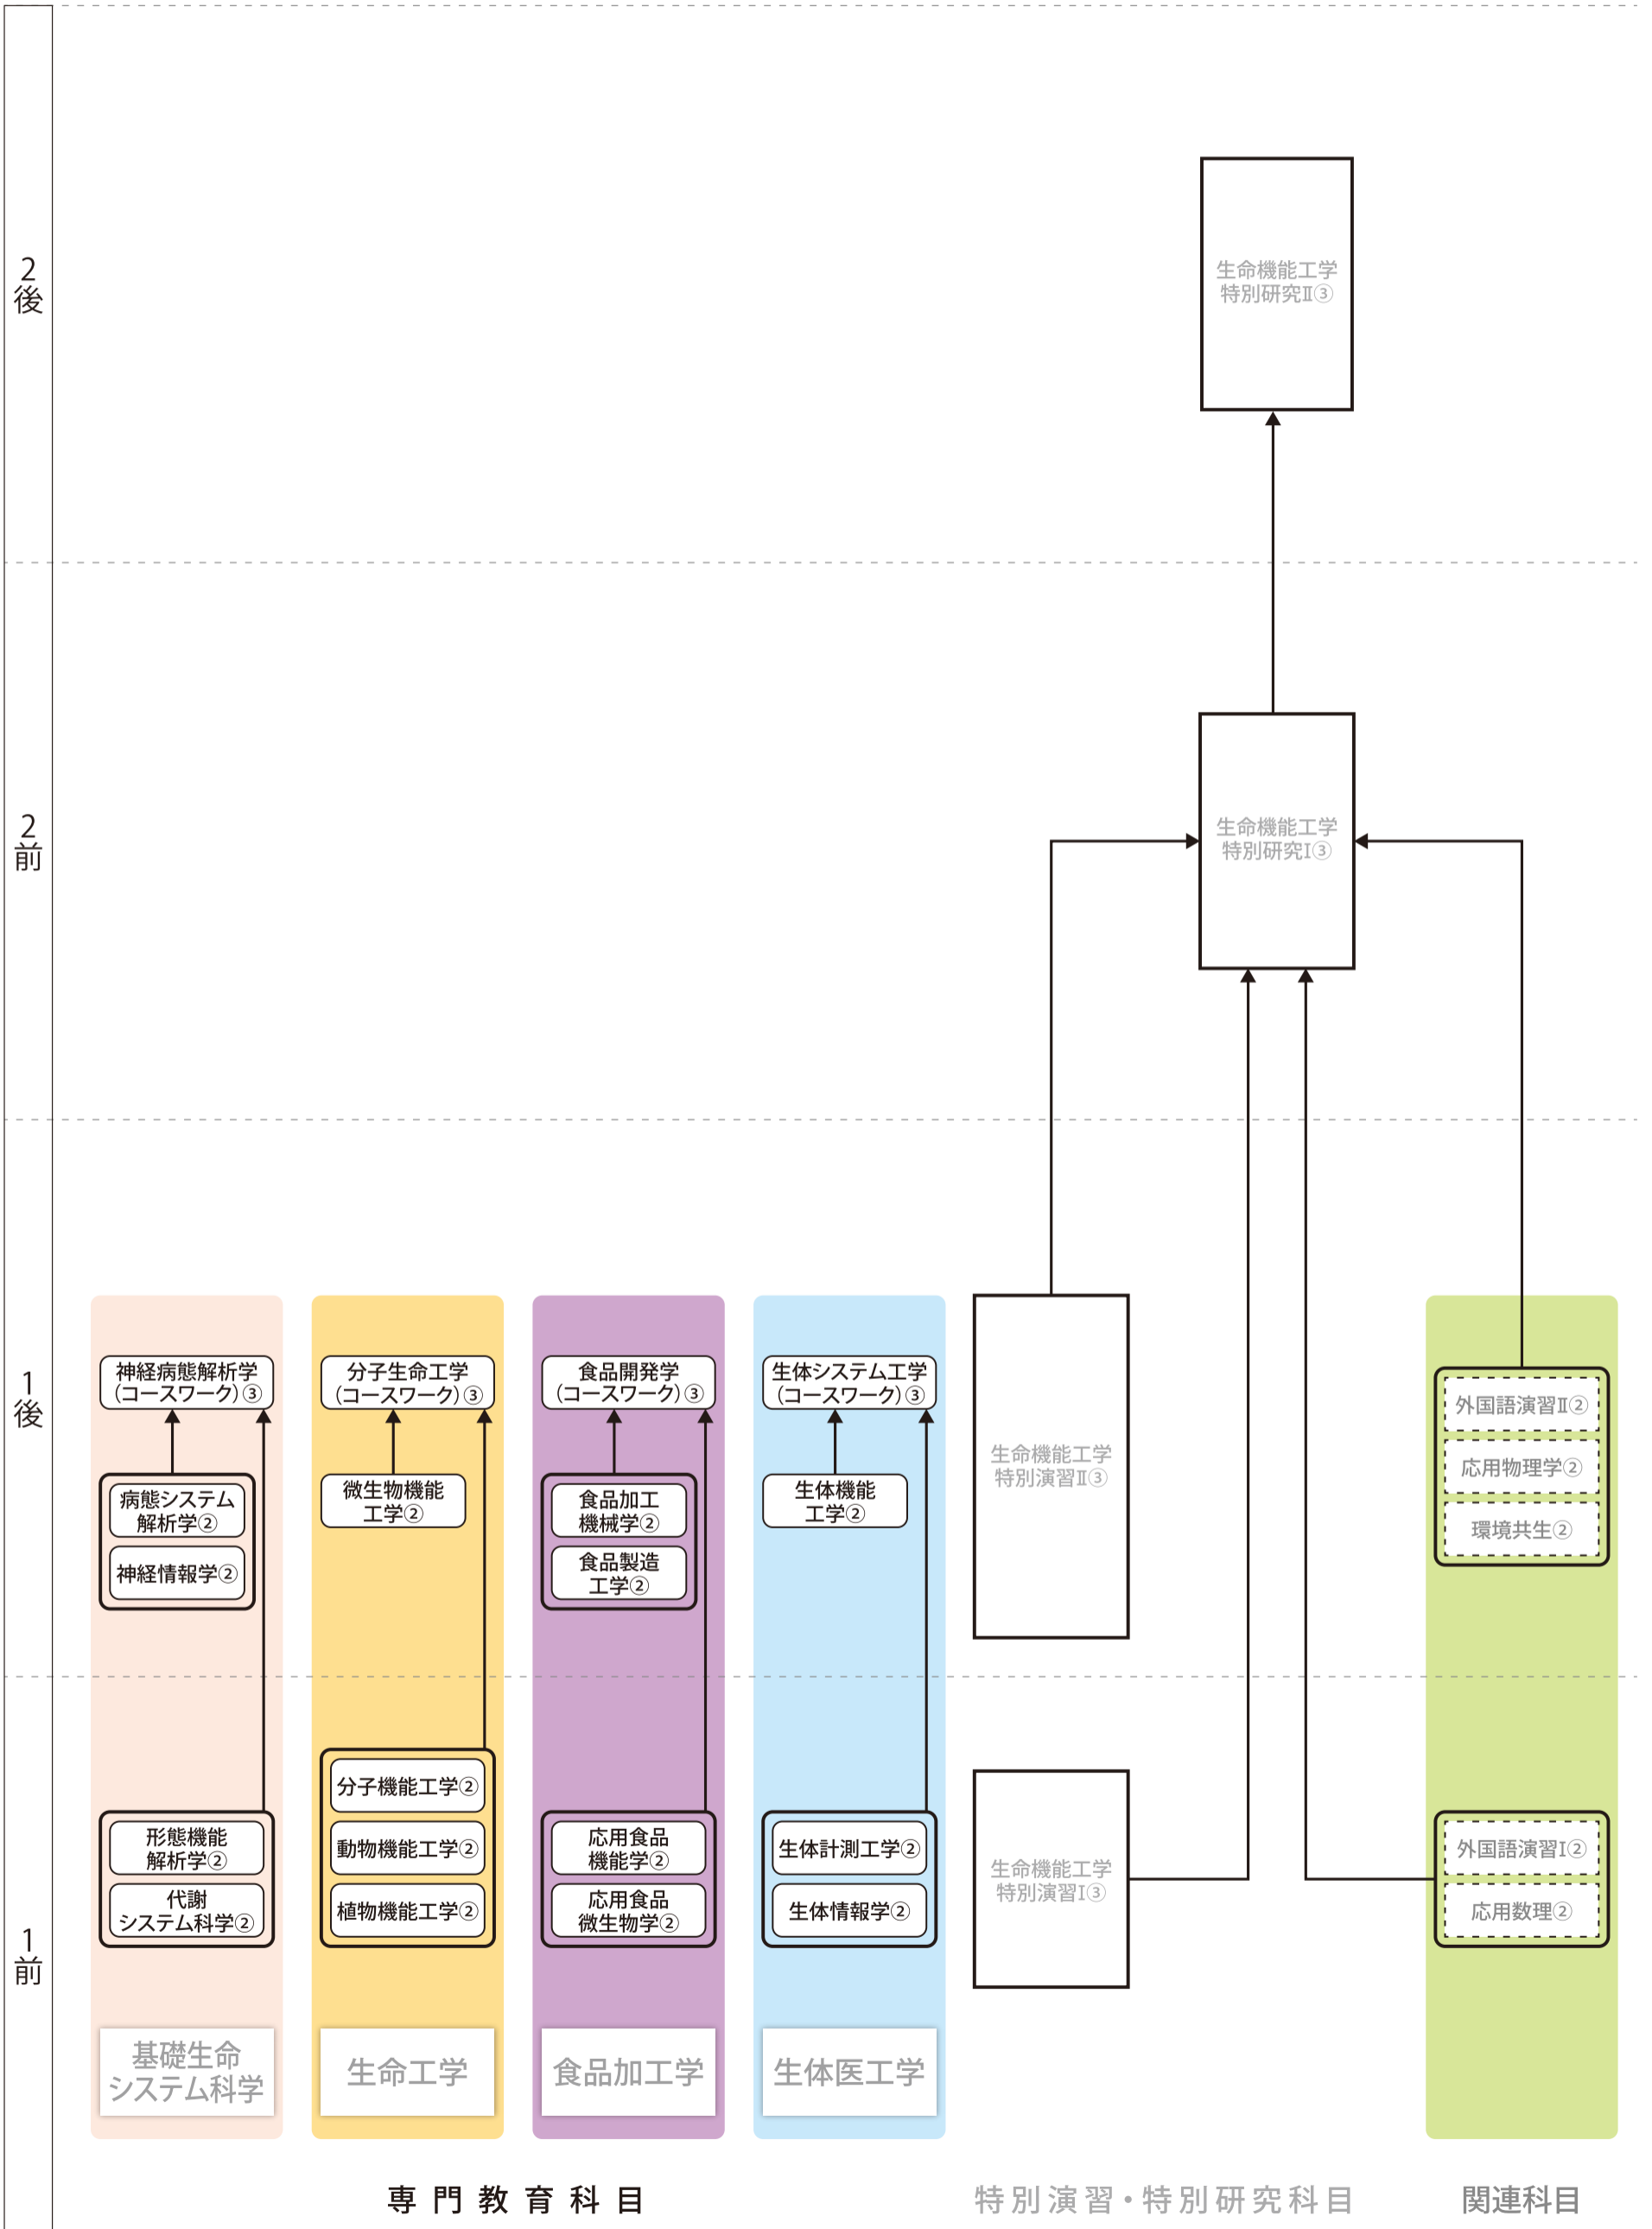 2
後
生命機能工学
特別研究Ⅱ③
2
前
生命機能工学
特別研究Ⅰ③
1
後
神経病態解析学
(コースワーク)③
病態システム
解析学②
神経情報学②
分子生命工学
(コースワーク)③
微生物機能
工学②
食品開発学
(コースワーク)③
食品加工
機械学②
食品製造
工学②
生体システム工学
(コースワーク)③
生体機能
工学②
生命機能工学
特別演習Ⅱ③
外国語演習Ⅱ②
応用物理学②
環境共生②
1
前
形態機能
解析学②
代謝
システム科学②
分子機能工学②
動物機能工学②
植物機能工学②
応用食品
機能学②
応用食品
微生物学②
生体計測工学②
生体情報学②
生命機能工学
特別演習Ⅰ③
外国語演習Ⅰ②
応用数理②
基礎生命
システム科学
生命工学
食品加工学
生体医工学
専門教育科目
特別演習・特別研究科目
関連科目